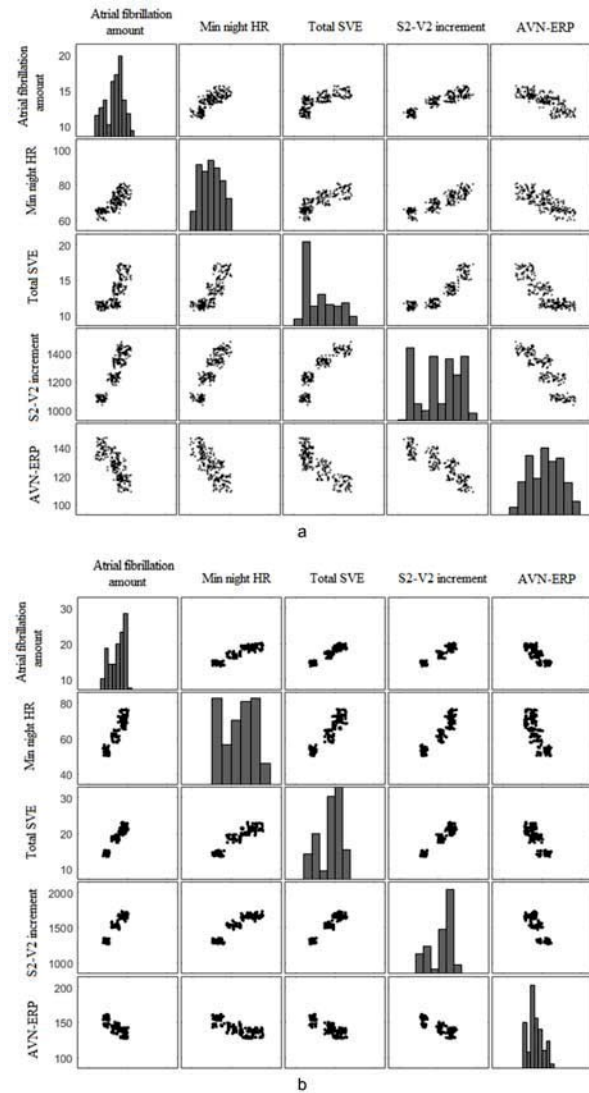 Atrial fibrillation amount Min night HR Total SVE S2-V2 increment AVN-ERP
Atrial fibrillation amount
20
15
10
Min night HR
100
80
60
Total SVE
20
15
10
S2-V2 increment
1400
1200
1000
AVN-ERP
140
120
100
a
Atrial fibrillation amount Min night HR Total SVE S2-V2 increment AVN-ERP
Atrial fibrillation amount
30
20
10
Min night HR
80
60
40
Total SVE
30
20
10
S2-V2 increment
2000
1500
1000
AVN-ERP
200
150
100
b